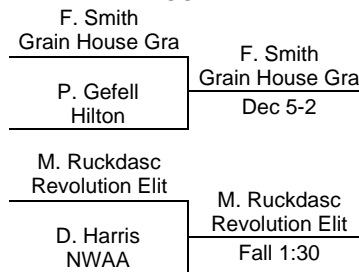 F. Smith
Grain House Gra
P. Gefell
Hilton
F. Smith
Grain House Gra
Dec 5-2
M. Ruckdasc
Revolution Elit
D. Harris
NWAA
M. Ruckdasc
Revolution Elit
Fall 1:30